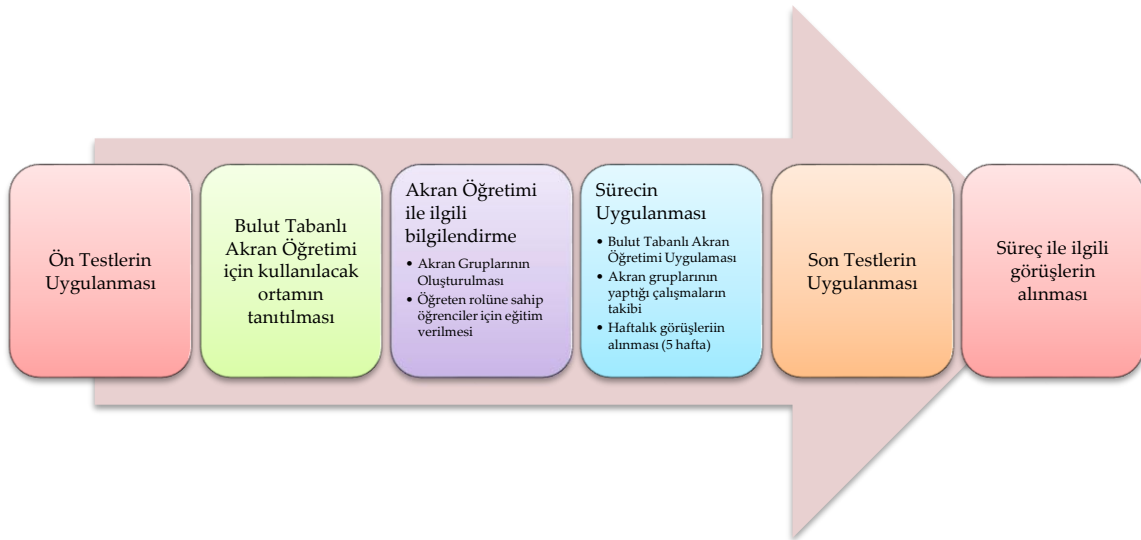 Ön Testlerin
Uygulanması
Bulut Tabanlı
Akran Öğretimi
için kullanılacak
ortamın
tanıtılması
Akran Öğretimi
ile ilgili
bilgilendirme
• Akran Gruplarının
Oluşturulması
• Öğreten rolüne sahip
öğrenciler için eğitim
verilmesi
Sürecin
Uygulanması
• Bulut Tabanlı Akran
Öğretimi Uygulaması
• Akran gruplarının
yaptığı çalışmaların
takibi
• Haftalık görüşleriin
alınması (5 hafta)
Son Testlerin
Uygulanması
Süreç ile ilgili
görüşlerin
alınması